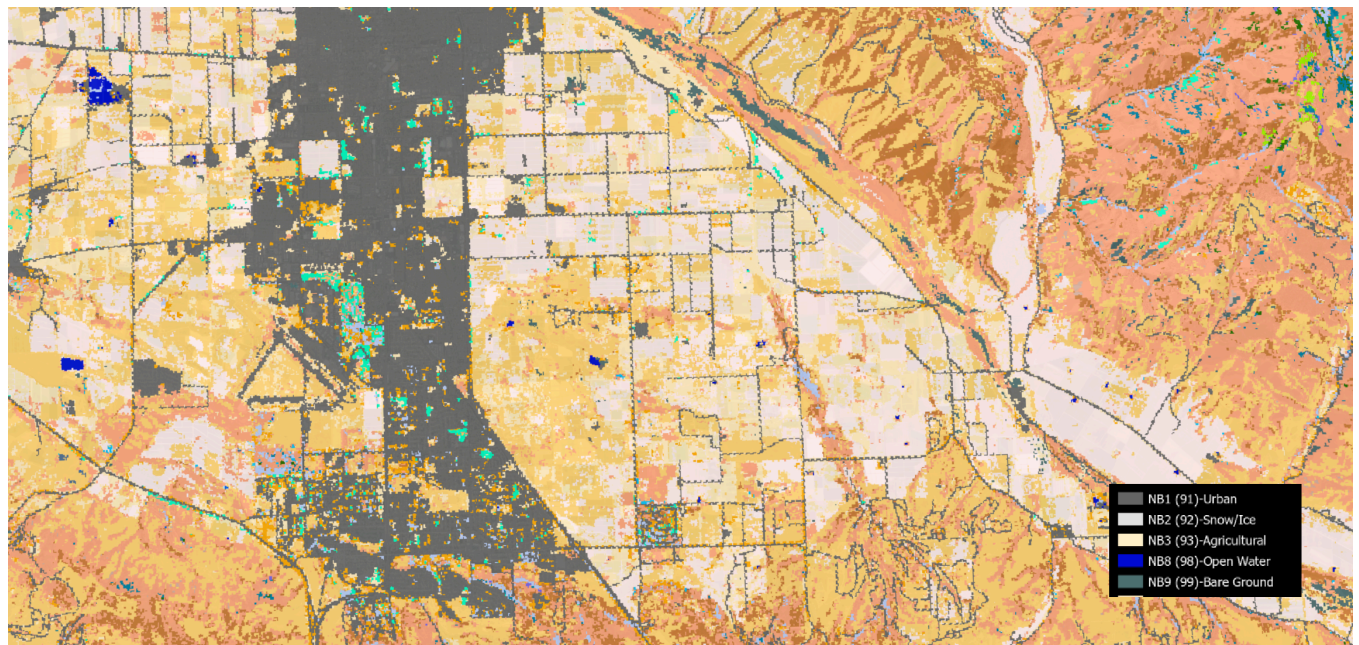 NB1 (91)-Urban
NB2 (92)-Snow/Ice
NB3 (93)-Agricultural
NB8 (98)-Open Water
NB9 (99)-Bare Ground